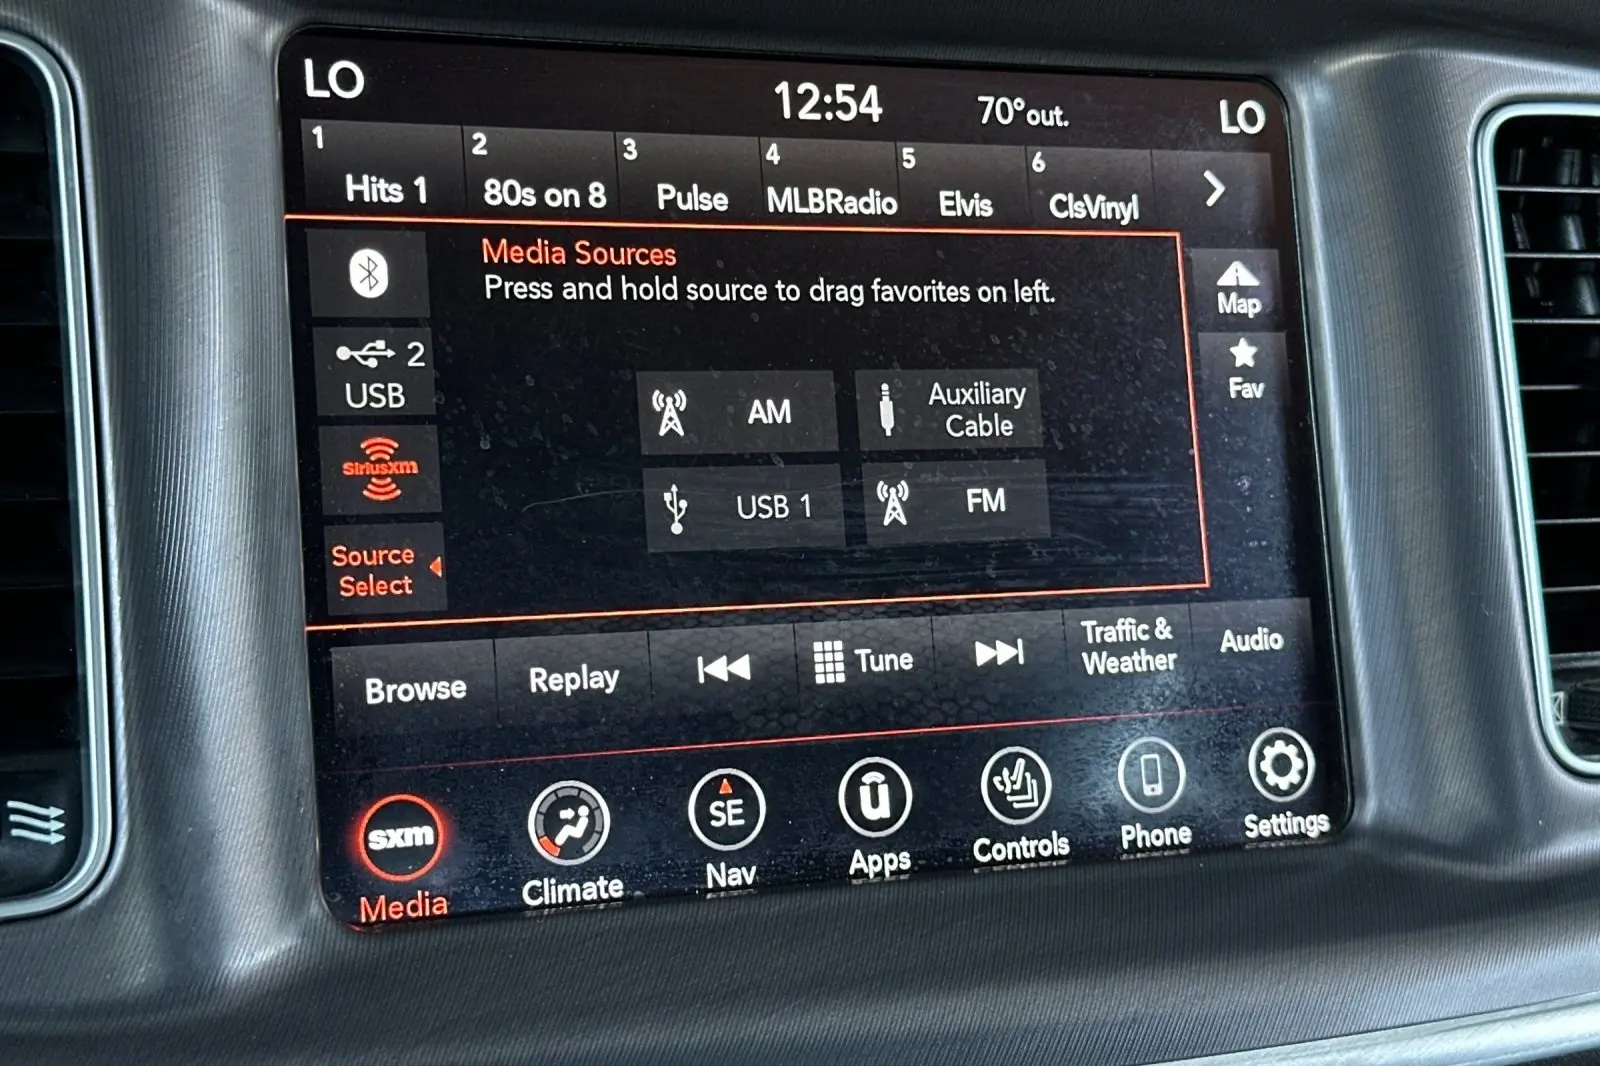 LO
12:54
70° out.
LO
1
Hits 1
2
80s on 8
3
Pulse
4
MLBRadio
5
Elvis
6
ClsVinyl
Media Sources
Press and hold source to drag favorites on left.
2
USB
SiriusXM
Source
Select
AM
Auxiliary
Cable
USB 1
FM
Map
Fav
Browse
Replay
Tune
Traffic &
Weather
Audio
sxm
Media
Climate
SE
Nav
u
Apps
Controls
Phone
Settings